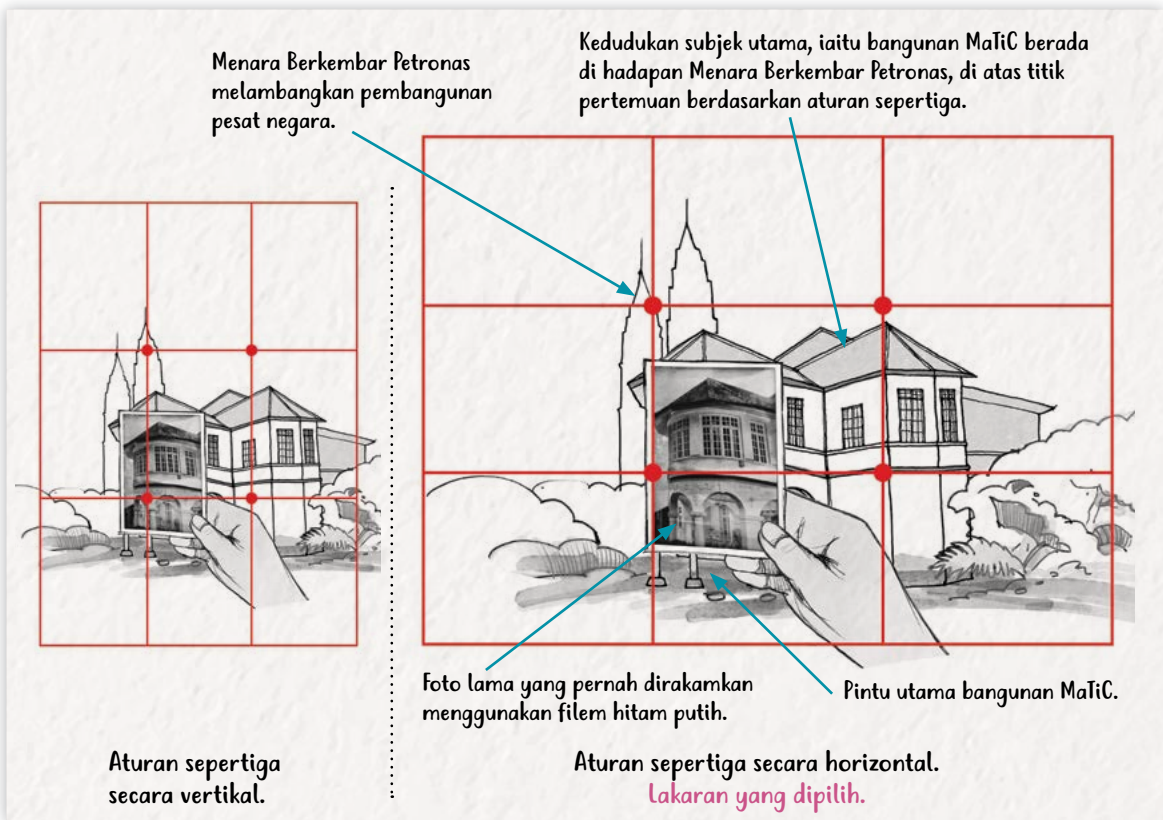 Menara Berkembar Petronas
melambangkan pembangunan
pesat negara.
Kedudukan subjek utama, iaitu bangunan MaTiC berada
di hadapan Menara Berkembar Petronas, di atas titik
pertemuan berdasarkan aturan sepertiga.
Foto lama yang pernah dirakamkan
menggunakan filem hitam putih.
Pintu utama bangunan MaTiC.
Aturan sepertiga
secara vertikal.
Aturan sepertiga secara horizontal.
Lakaran yang dipilih.